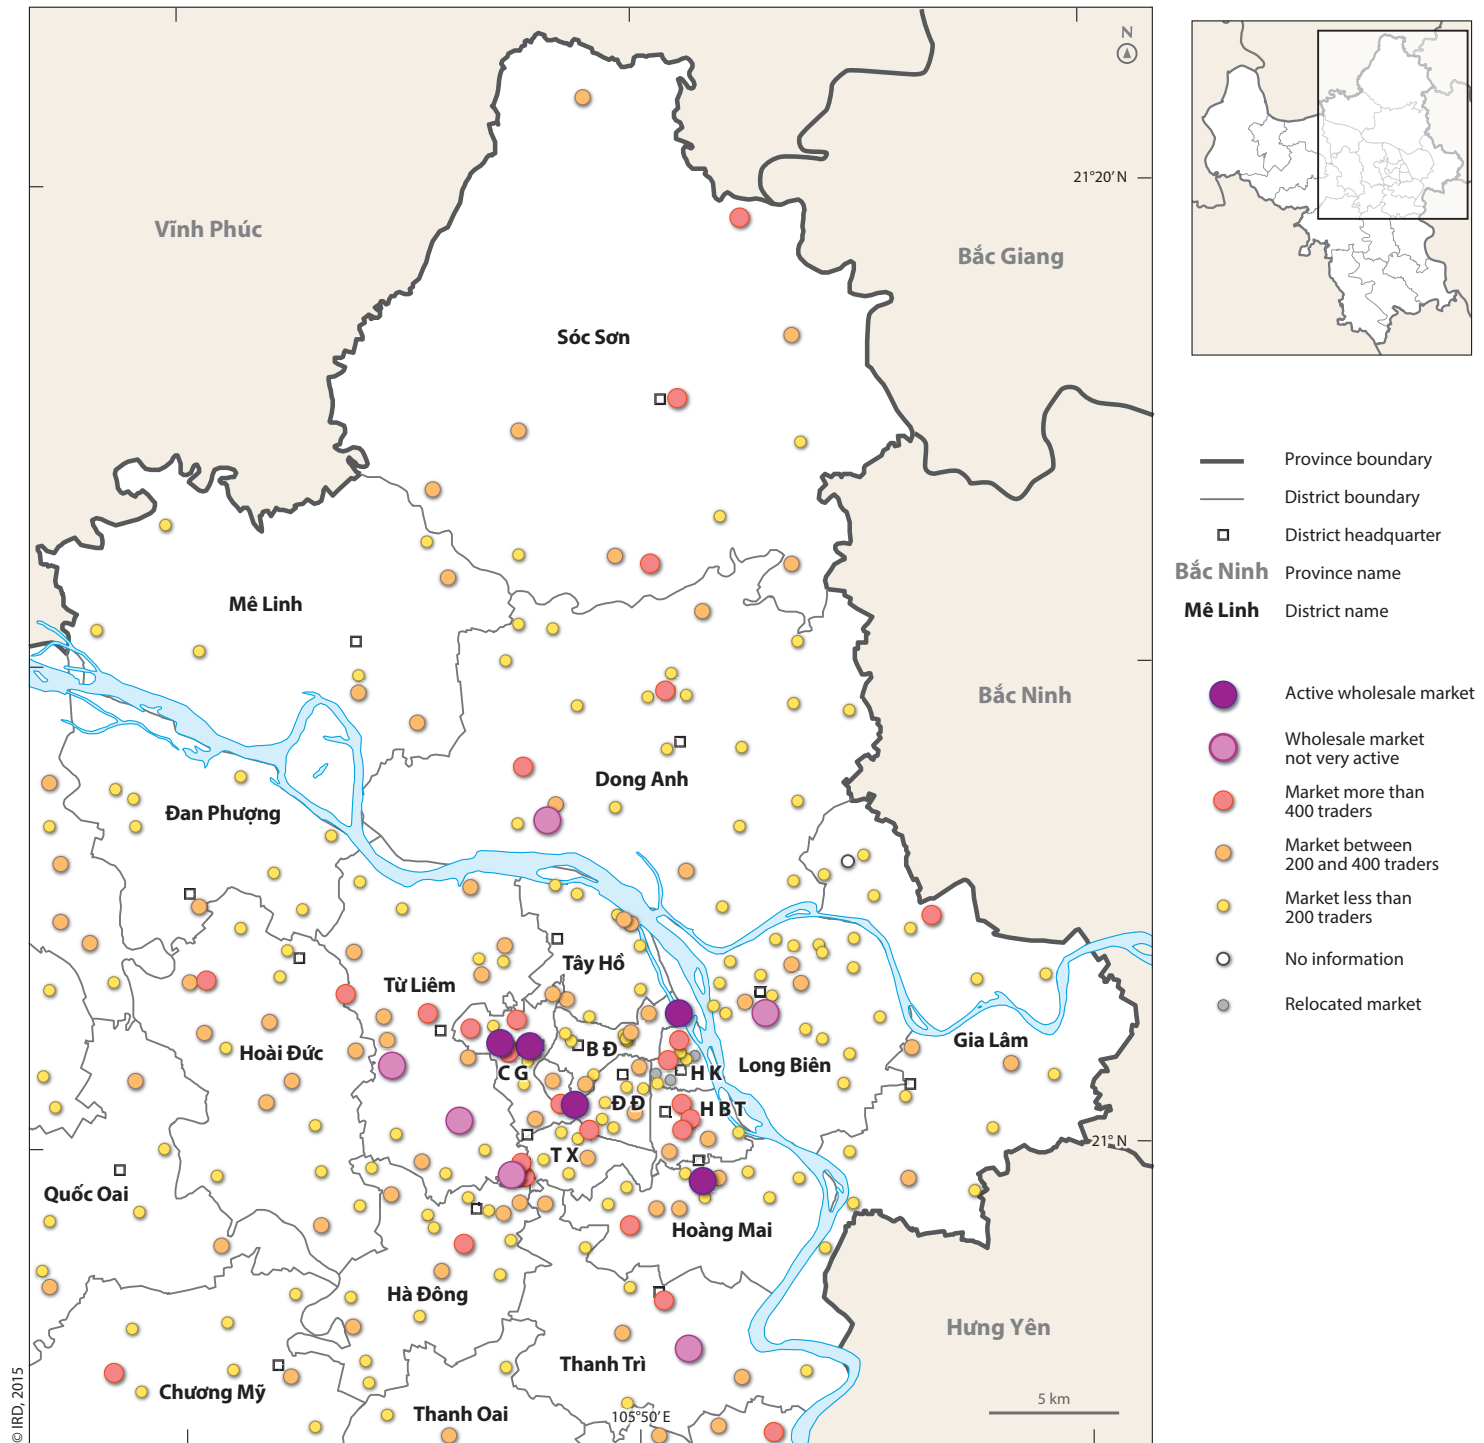 N
21°20' N
Vĩnh Phúc
Bắc Giang
Sóc Sơn
Mê Linh
Bắc Ninh
Dong Anh
Đan Phượng
Tây Hồ
Từ Liêm
Hoài Đức
B Đ
C G
H K
Long Biên
Gia Lâm
Đ Đ
H B T
21° N
T X
Quốc Oai
Hoàng Mai
Hà Đông
Hưng Yên
Thanh Trì
Chương Mỹ
Thanh Oai
105°50' E
5 km
© IRD, 2015
Province boundary
District boundary
District headquarter
Bắc Ninh Province name
Mê Linh District name
Active wholesale market
Wholesale market
not very active
Market more than
400 traders
Market between
200 and 400 traders
Market less than
200 traders
No information
Relocated market